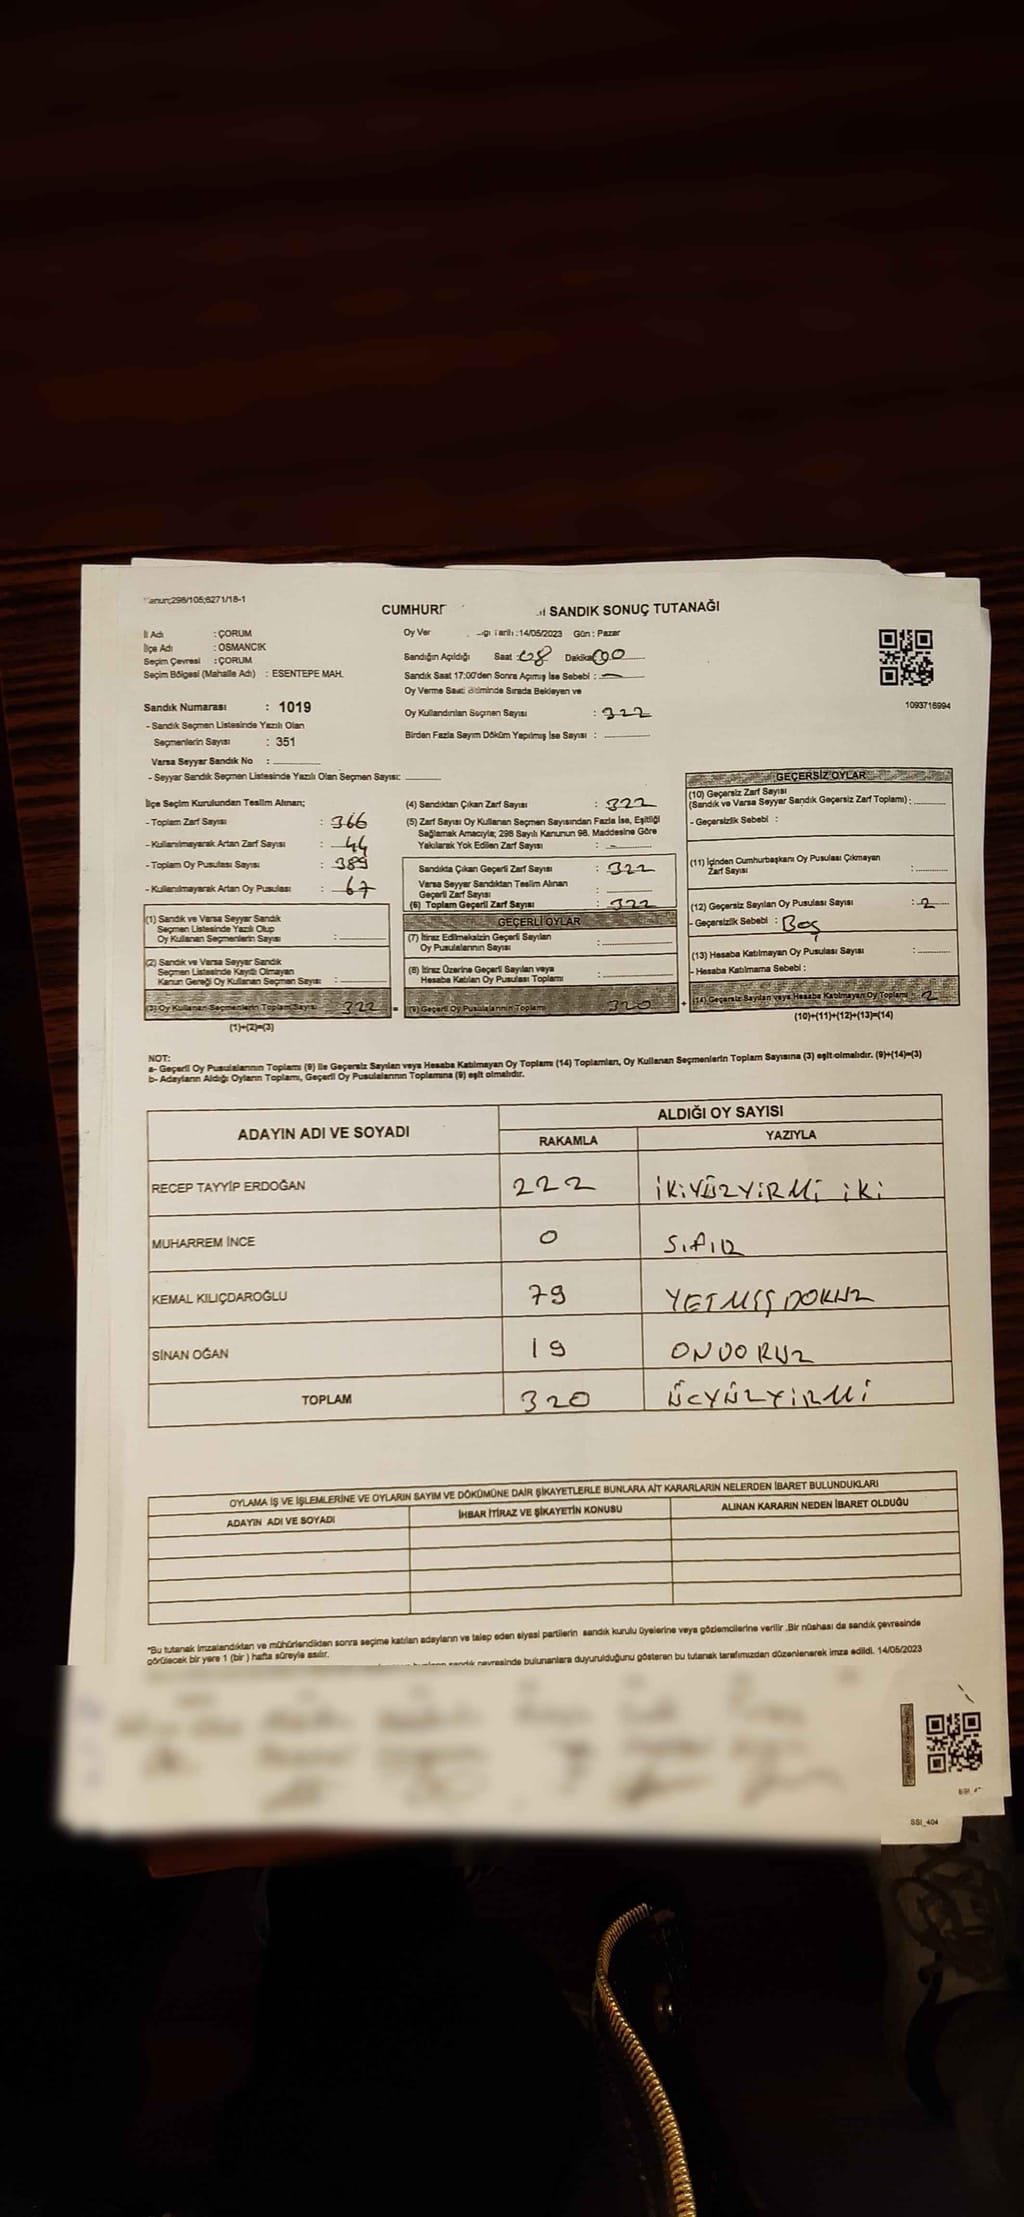 298/105;6271/18-1
SANDIK SONUÇ TUTANAĞI
İl Adı : ÇORUM
İlçe Adı : OSMANCIK
Seçim Çevresi : ÇORUM
Seçim Bölgesi (Mahalle Adı) : ESENTEPE MAH.
Oy Ver Tarihi : 14/05/2023 Gün : Pazar
Sandığın Açıldığı Saat : 08 Dakika 00
Sandık Saat 17:00'den Sonra Açılmış İse Sebebi :
Oy Verme Saati Bitiminde Sırada Bekleyen ve
Oy Kullandırılan Seçmen Sayısı : 322
Birden Fazla Sayım Döküm Yapılmış İse Sayısı :
1093716994
Sandık Numarası : 1019
- Sandık Seçmen Listesinde Yazılı Olan
Seçmenlerin Sayısı : 351
Varsa Seyyar Sandık No :
- Seyyar Sandık Seçmen Listesinde Yazılı Olan Seçmen Sayısı:
İlçe Seçim Kurulundan Teslim Alınan;
- Toplam Zarf Sayısı : 366
- Kullanılmayarak Artan Zarf Sayısı : 44
- Toplam Oy Pusulası Sayısı : 389
- Kullanılmayarak Artan Oy Pusulası : 67
(1) Sandık ve Varsa Seyyar Sandık
Seçmen Listesinde Yazılı Olup
Oy Kullanan Seçmenlerin Sayısı :
(2) Sandık ve Varsa Seyyar Sandık
Seçmen Listesinde Kayıtlı Olmayan
Kanun Gereği Oy Kullanan Seçmen Sayısı :
(3) Oy Kullanan Seçmenlerin Toplam Sayısı 322 =
(1)+(2)=(3)
(4) Sandıktan Çıkan Zarf Sayısı : 322
(5) Zarf Sayısı Oy Kullanan Seçmen Sayısından Fazla İse, Eşitliği
Sağlamak Amacıyla; 298 Sayılı Kanunun 98. Maddesine Göre
Yakılarak Yok Edilen Zarf Sayısı : -
Sandıkta Çıkan Geçerli Zarf Sayısı : 322
Varsa Seyyar Sandıktan Teslim Alınan
Geçerli Zarf Sayısı :
(6) Toplam Geçerli Zarf Sayısı : 322
GEÇERLİ OYLAR
(7) İtiraz Edilmeksizin Geçerli Sayılan
Oy Pusulalarının Sayısı :
(8) İtiraz Üzerine Geçerli Sayılan veya
Hesaba Katılan Oy Pusulası Toplamı :
(9) Geçerli Oy Pusulalarının Toplamı 320 +
GEÇERSİZ OYLAR
(10) Geçersiz Zarf Sayısı
(Sandık ve Varsa Seyyar Sandık Geçersiz Zarf Toplamı) :
- Geçersizlik Sebebi :
(11) İçinden Cumhurbaşkanı Oy Pusulası Çıkmayan
Zarf Sayısı :
(12) Geçersiz Sayılan Oy Pusulası Sayısı : 2
- Geçersizlik Sebebi : Boş
(13) Hesaba Katılmayan Oy Pusulası Sayısı :
- Hesaba Katılmama Sebebi :
(14) Geçersiz Sayılan veya Hesaba Katılmayan Oy Toplamı : 2
(10)+(11)+(12)+(13)=(14)
NOT:
a- Geçerli Oy Pusulalarının Toplamı (9) ile Geçersiz Sayılan veya Hesaba Katılmayan Oy Toplamı (14) Toplamları, Oy Kullanan Seçmenlerin Toplam Sayısına (3) eşit olmalıdır. (9)+(14)=(3)
b- Adayların Aldığı Oyların Toplamı, Geçerli Oy Pusulalarının Toplamına (9) eşit olmalıdır.
ADAYIN ADI VE SOYADI
ALDIĞI OY SAYISI
RAKAMLA YAZIYLA
RECEP TAYYİP ERDOĞAN 222 İKİYÜZYİRMİ İKİ
MUHARREM İNCE 0 SIFIR
KEMAL KILIÇDAROĞLU 79 YETMİŞDOKUZ
SİNAN OĞAN 19 ONDOKUZ
TOPLAM 320 ÜÇYÜZYİRMİ
OYLAMA İŞ VE İŞLEMLERİNE VE OYLARIN SAYIM VE DÖKÜMÜNE DAİR ŞİKAYETLERLE BUNLARA AİT KARARLARIN NELERDEN İBARET BULUNDUKLARI
ADAYIN ADI VE SOYADI İHBAR İTİRAZ VE ŞİKAYETİN KONUSU ALINAN KARARIN NEDEN İBARET OLDUĞU
*Bu tutanak imzalandıktan ve mühürlendikten sonra seçime katılan adayların ve talep eden siyasi partilerin sandık kurulu üyelerine veya gözlemcilerine verilir .Bir nüshası da sandık çevresinde
görülecek bir yere 1 (bir ) hafta süreyle asılır.
sandık çevresinde bulunanlara duyurulduğunu gösteren bu tutanak tarafımızdan düzenlenerek imza edildi. 14/05/2023
SSI_404